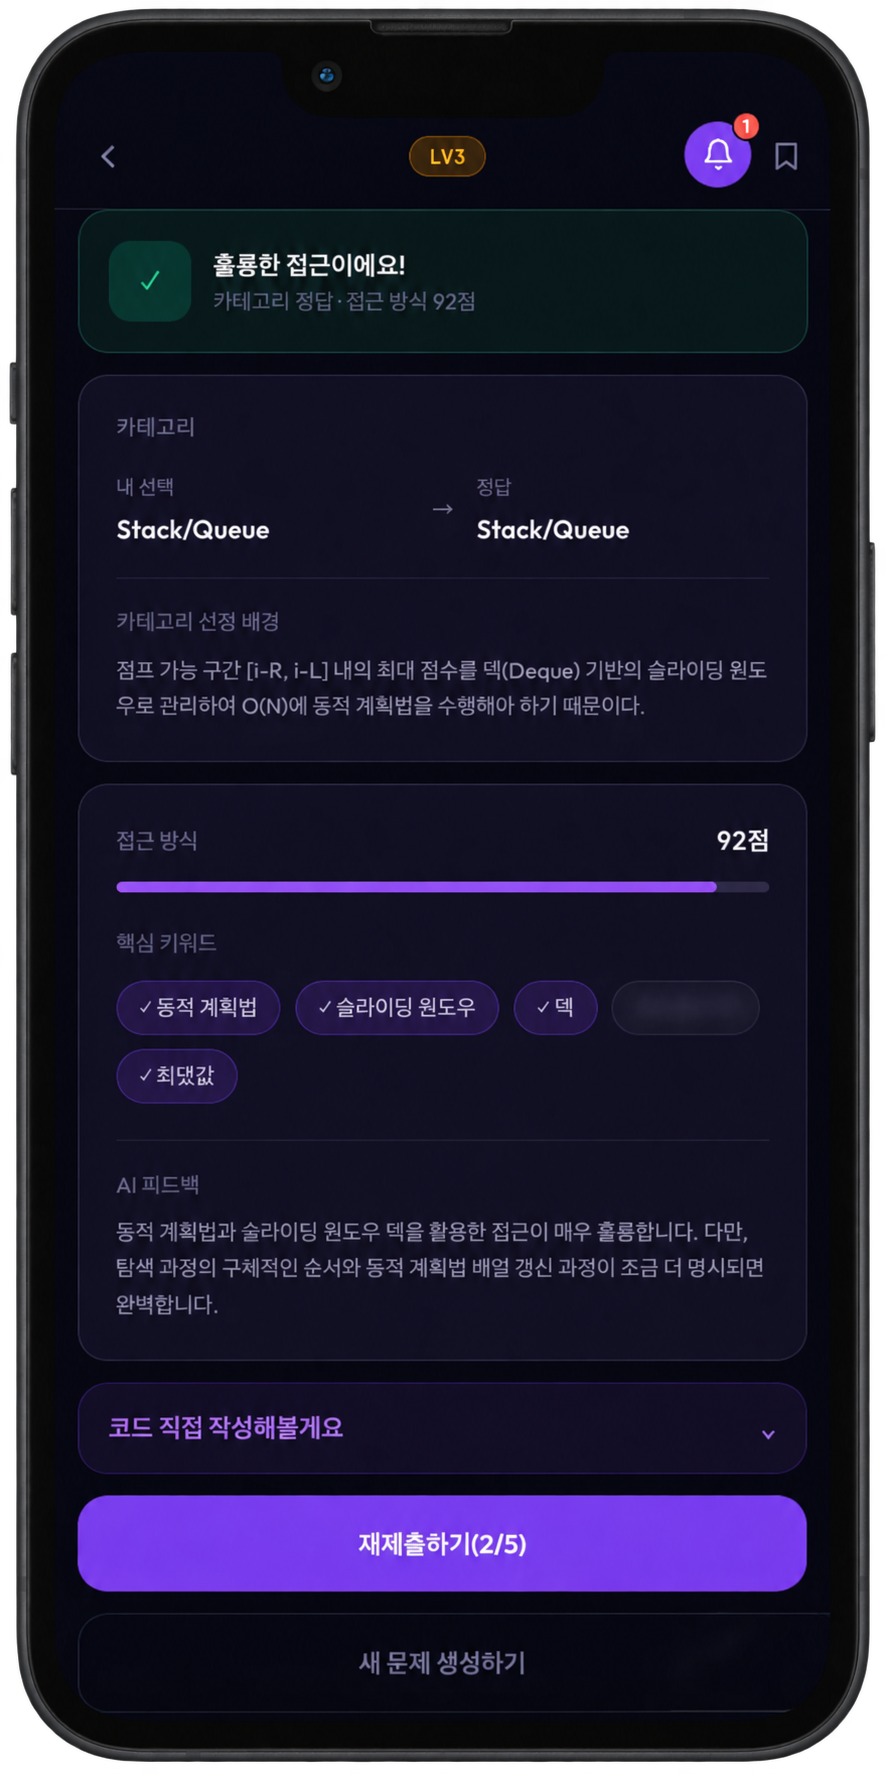 LV3
1
훌륭한 접근이에요!
카테고리 정답 · 접근 방식 92점
카테고리
내 선택
Stack/Queue
→
정답
Stack/Queue
카테고리 선정 배경
점프 가능 구간 [i-R, i-L] 내의 최대 점수를 덱(Deque) 기반의 슬라이딩 윈도
우로 관리하여 O(N)에 동적 계획법을 수행해야 하기 때문이다.
접근 방식
92점
핵심 키워드
✓ 동적 계획법
✓ 슬라이딩 윈도우
✓ 덱
✓ 최댓값
AI 피드백
동적 계획법과 슬라이딩 윈도우 덱을 활용한 접근이 매우 훌륭합니다. 다만,
탐색 과정의 구체적인 순서와 동적 계획법 배열 갱신 과정이 조금 더 명시되면
완벽합니다.
코드 직접 작성해볼게요
재제출하기(2/5)
새 문제 생성하기